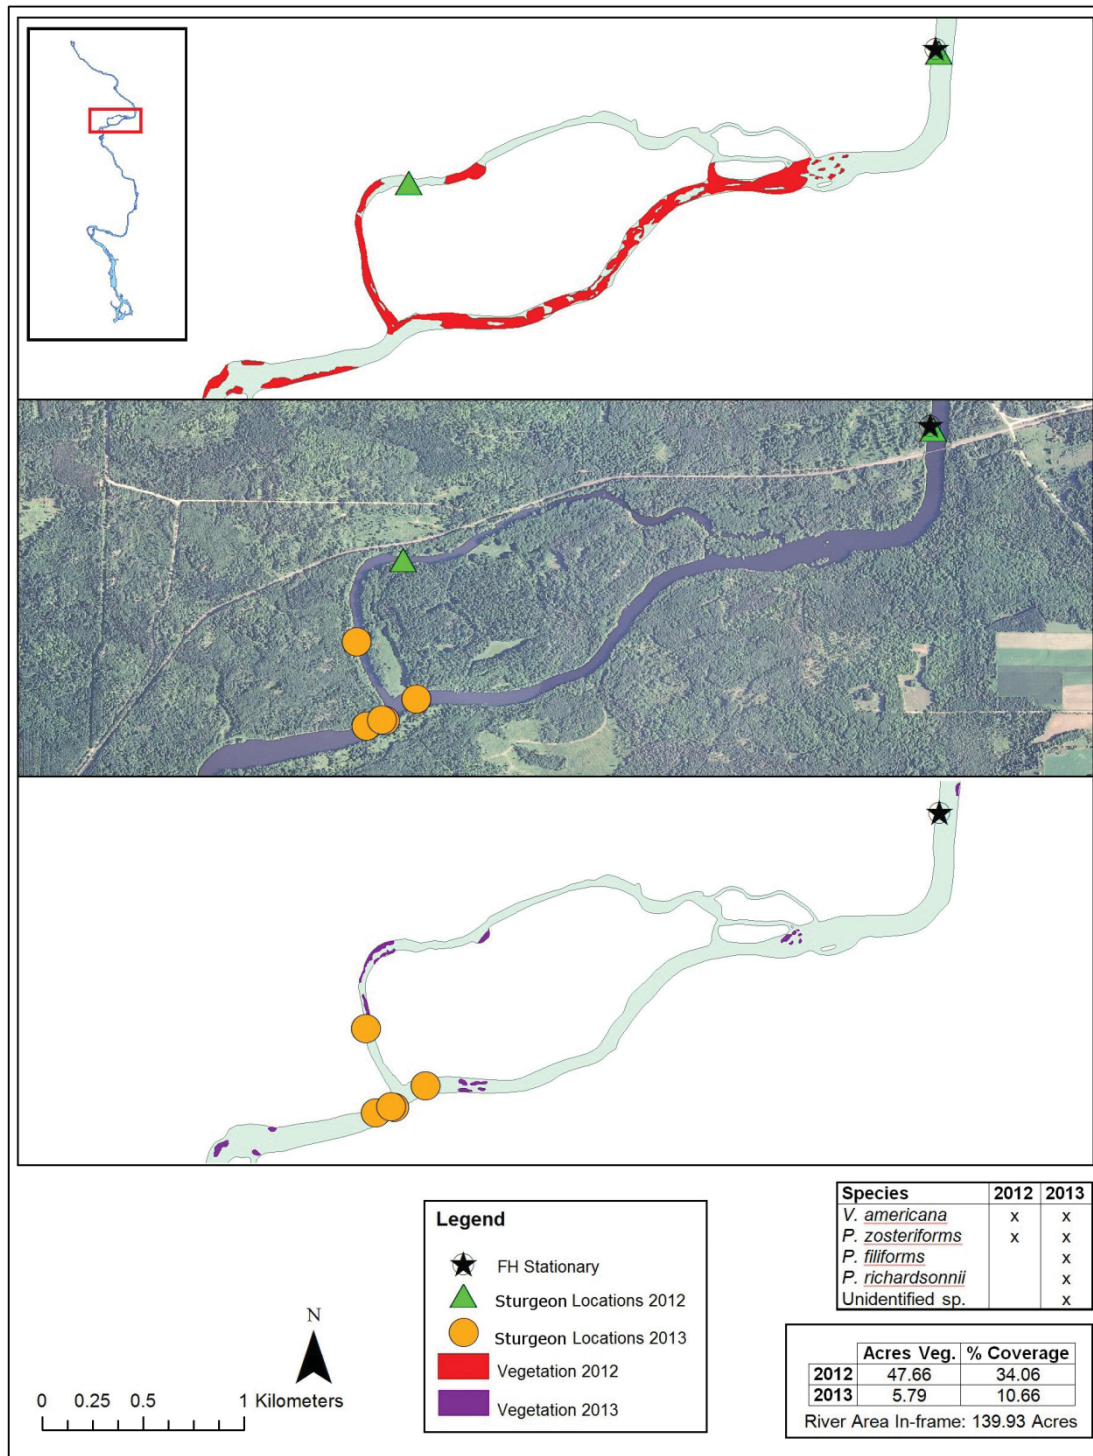 Species 2012 2013
V. americana x x
P. zosteriforms x x
P. filiforms x
P. richardsonnii x
Unidentified sp. x
Legend
FH Stationary
Sturgeon Locations 2012
Sturgeon Locations 2013
Vegetation 2012
Vegetation 2013
N
0 0.25 0.5 1 Kilometers
Acres Veg. % Coverage
2012 47.66 34.06
2013 5.79 10.66
River Area In-frame: 139.93 Acres